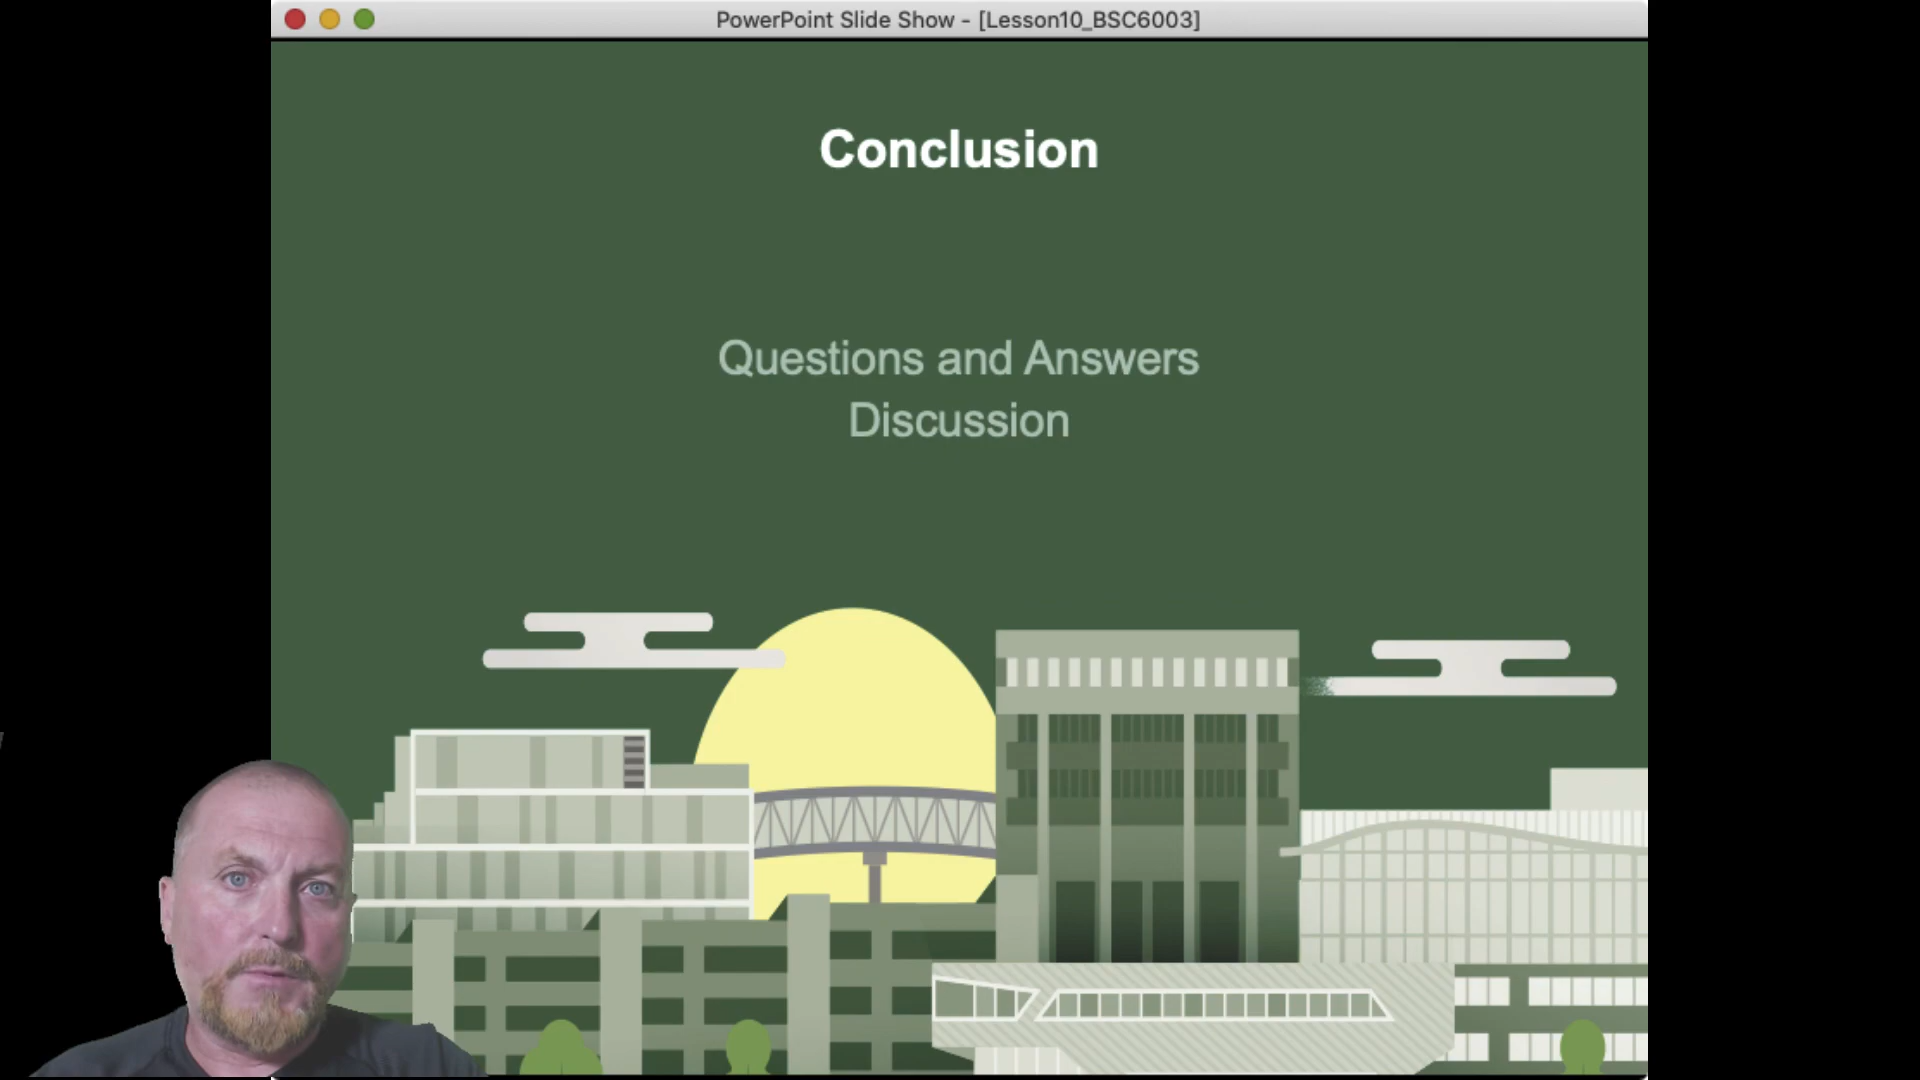 PowerPoint Slide Show - [Lesson10_BSC6003]
Conclusion
Questions and Answers
Discussion